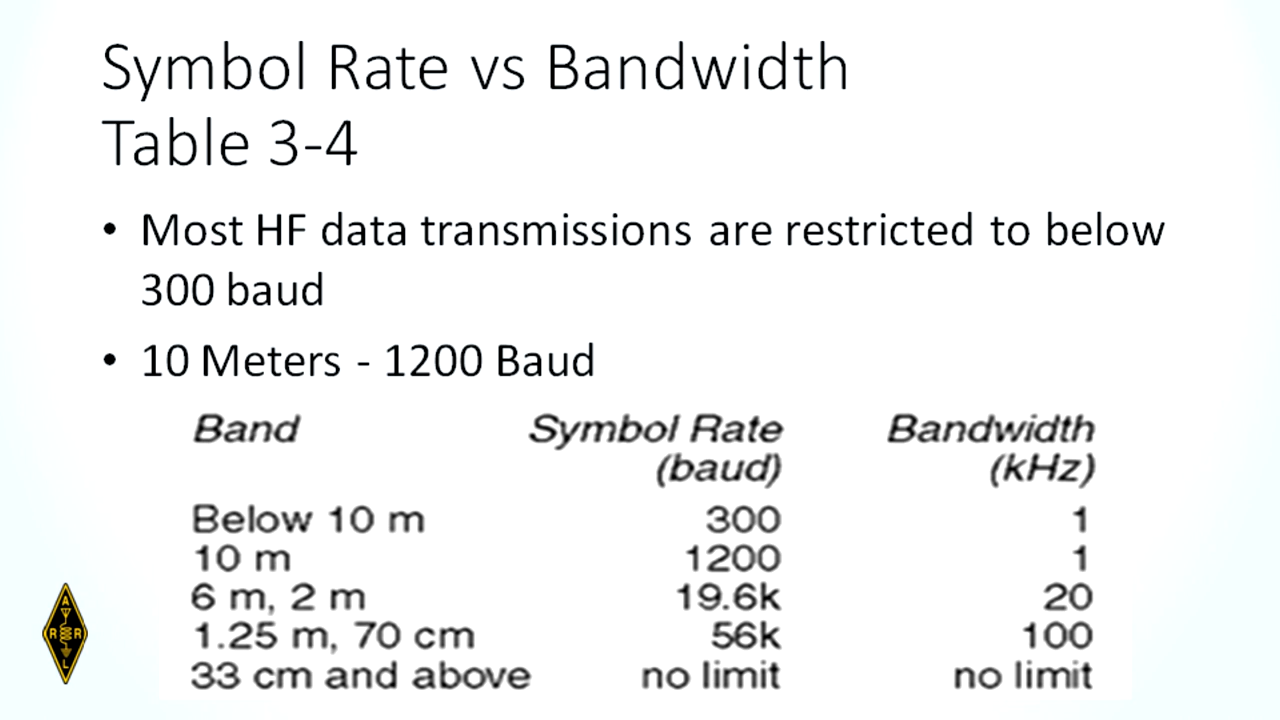 Symbol Rate vs Bandwidth
Table 3-4
• Most HF data transmissions are restricted to below
300 baud
• 10 Meters - 1200 Baud
Band Symbol Rate Bandwidth
(baud) (kHz)
Below 10 m 300 1
10 m 1200 1
6 m, 2 m 19.6k 20
1.25 m, 70 cm 56k 100
33 cm and above no limit no limit
A
R R
L